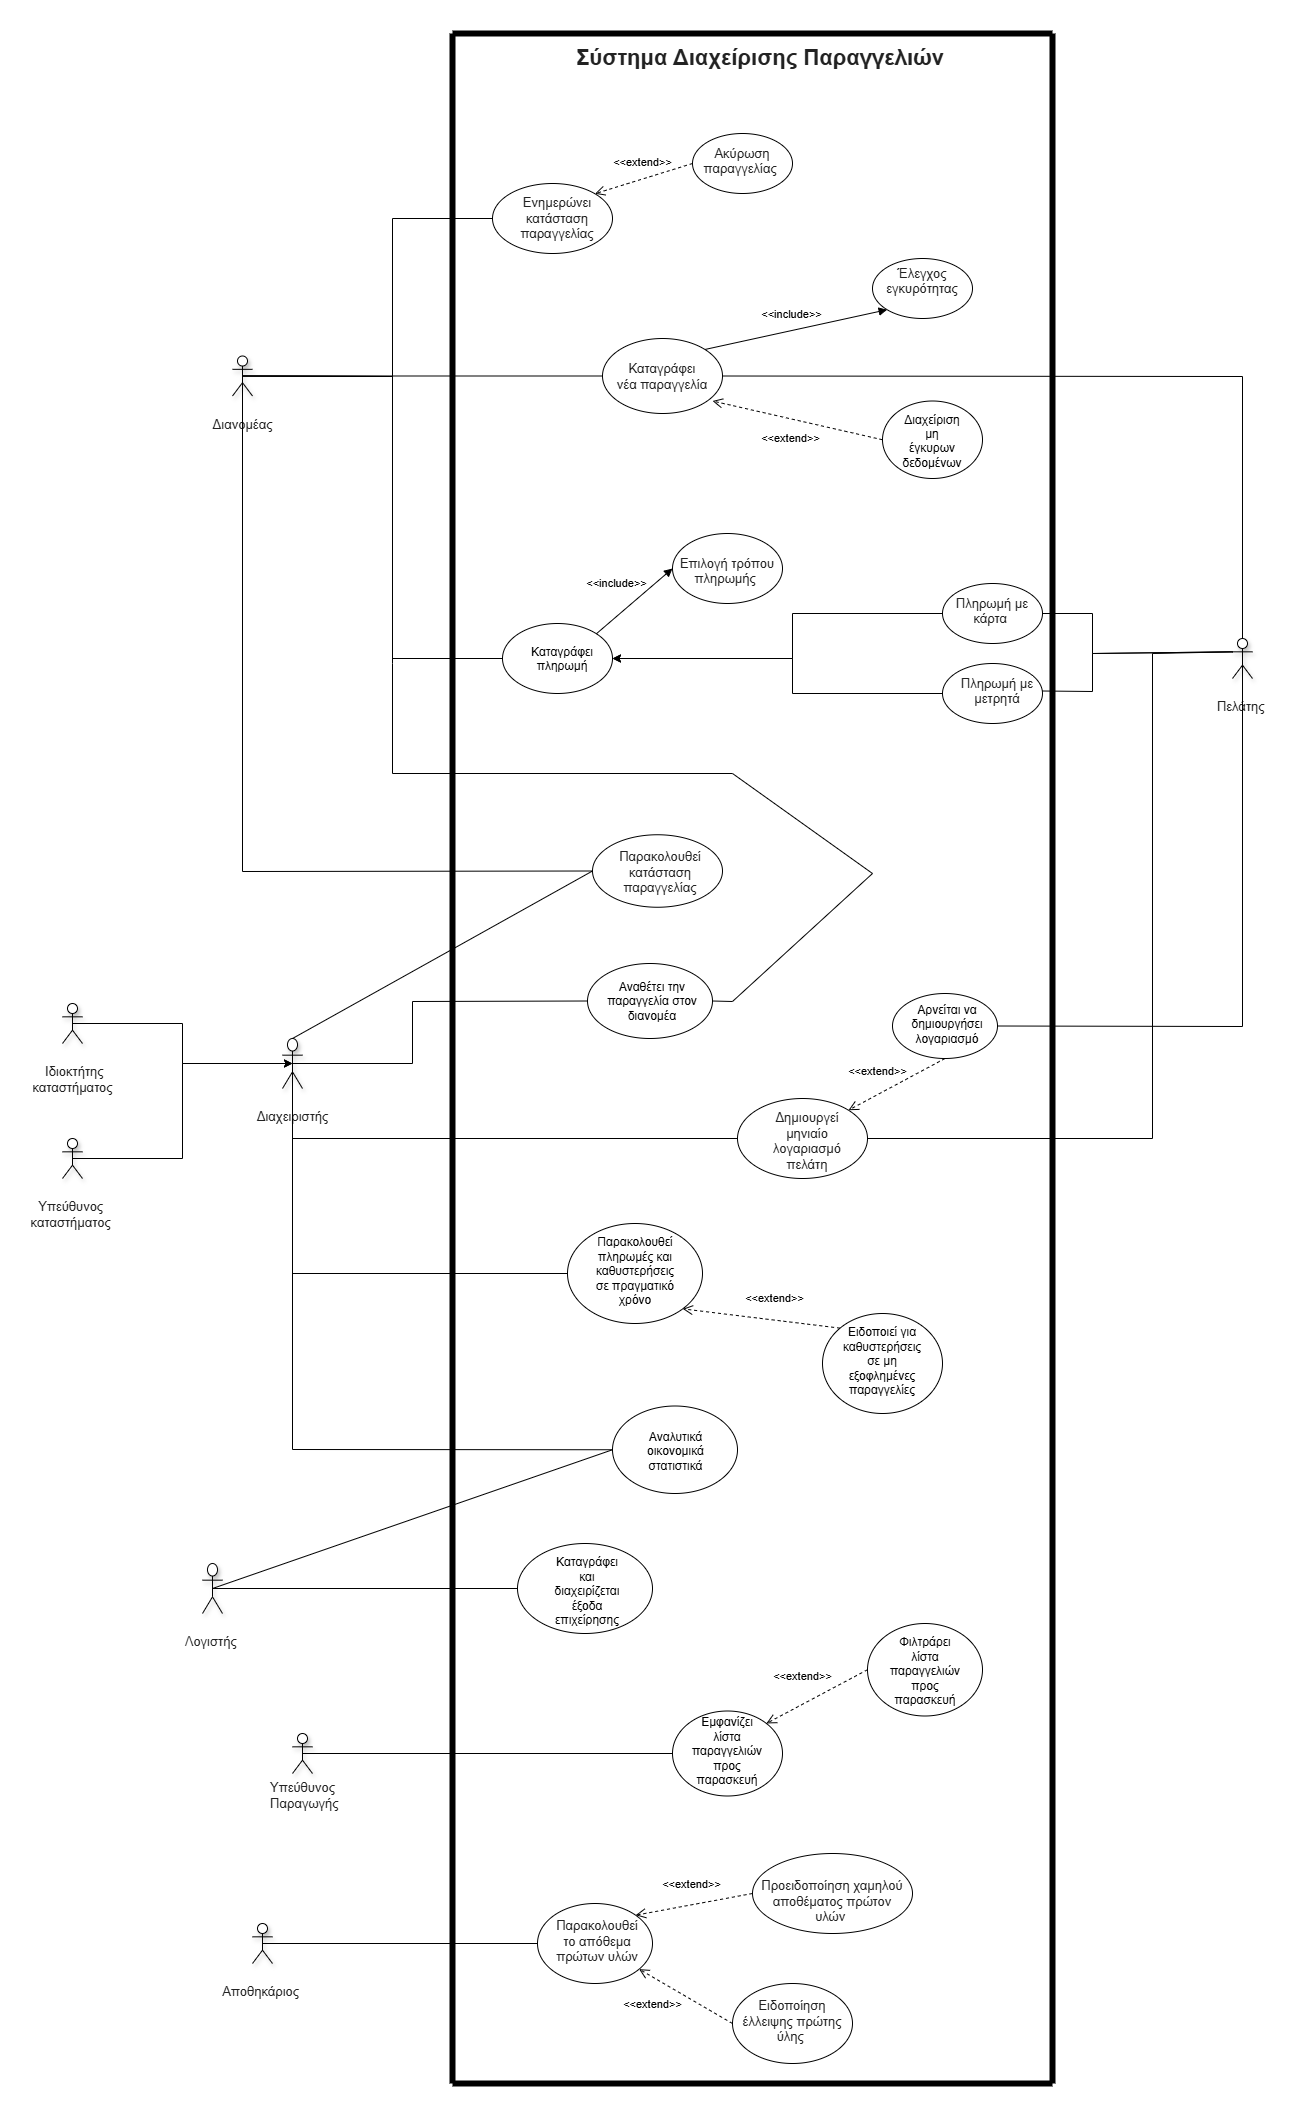 Σύστημα Διαχείρισης Παραγγελιών
Ακύρωση
παραγγελίας
<<extend>>
Ενημερώνει
κατάσταση
παραγγελίας
Έλεγχος
εγκυρότητας
<<include>>
Καταγράφει
νέα παραγγελία
Διανομέας
Διαχείριση
μη
έγκυρων
δεδομένων
<<extend>>
Επιλογή τρόπου
πληρωμής
<<include>>
Πληρωμή με
κάρτα
Καταγράφει
πληρωμή
Πληρωμή με
μετρητά
Πελάτης
Παρακολουθεί
κατάσταση
παραγγελίας
Αναθέτει την
παραγγελία στον
διανομέα
Αρνείται να
δημιουργήσει
λογαριασμό
Ιδιοκτήτης
καταστήματος
<<extend>>
Διαχειριστής
Δημιουργεί
μηνιαίο
λογαριασμό
πελάτη
Υπεύθυνος
καταστήματος
Παρακολουθεί
πληρωμές και
καθυστερήσεις
σε πραγματικό
χρόνο
<<extend>>
Ειδοποιεί για
καθυστερήσεις
σε μη
εξοφλημένες
παραγγελίες
Αναλυτικά
οικονομικά
στατιστικά
Καταγράφει
και
διαχειρίζεται
έξοδα
επιχείρησης
Λογιστής
Φιλτράρει
λίστα
παραγγελιών
προς
παρασκευή
<<extend>>
Εμφανίζει
λίστα
παραγγελιών
προς
παρασκευή
Υπεύθυνος
Παραγωγής
<<extend>>
Προειδοποίηση χαμηλού
αποθέματος πρώτον
υλών
Παρακολουθεί
το απόθεμα
πρώτων υλών
Αποθηκάριος
<<extend>>
Ειδοποίηση
έλλειψης πρώτης
ύλης